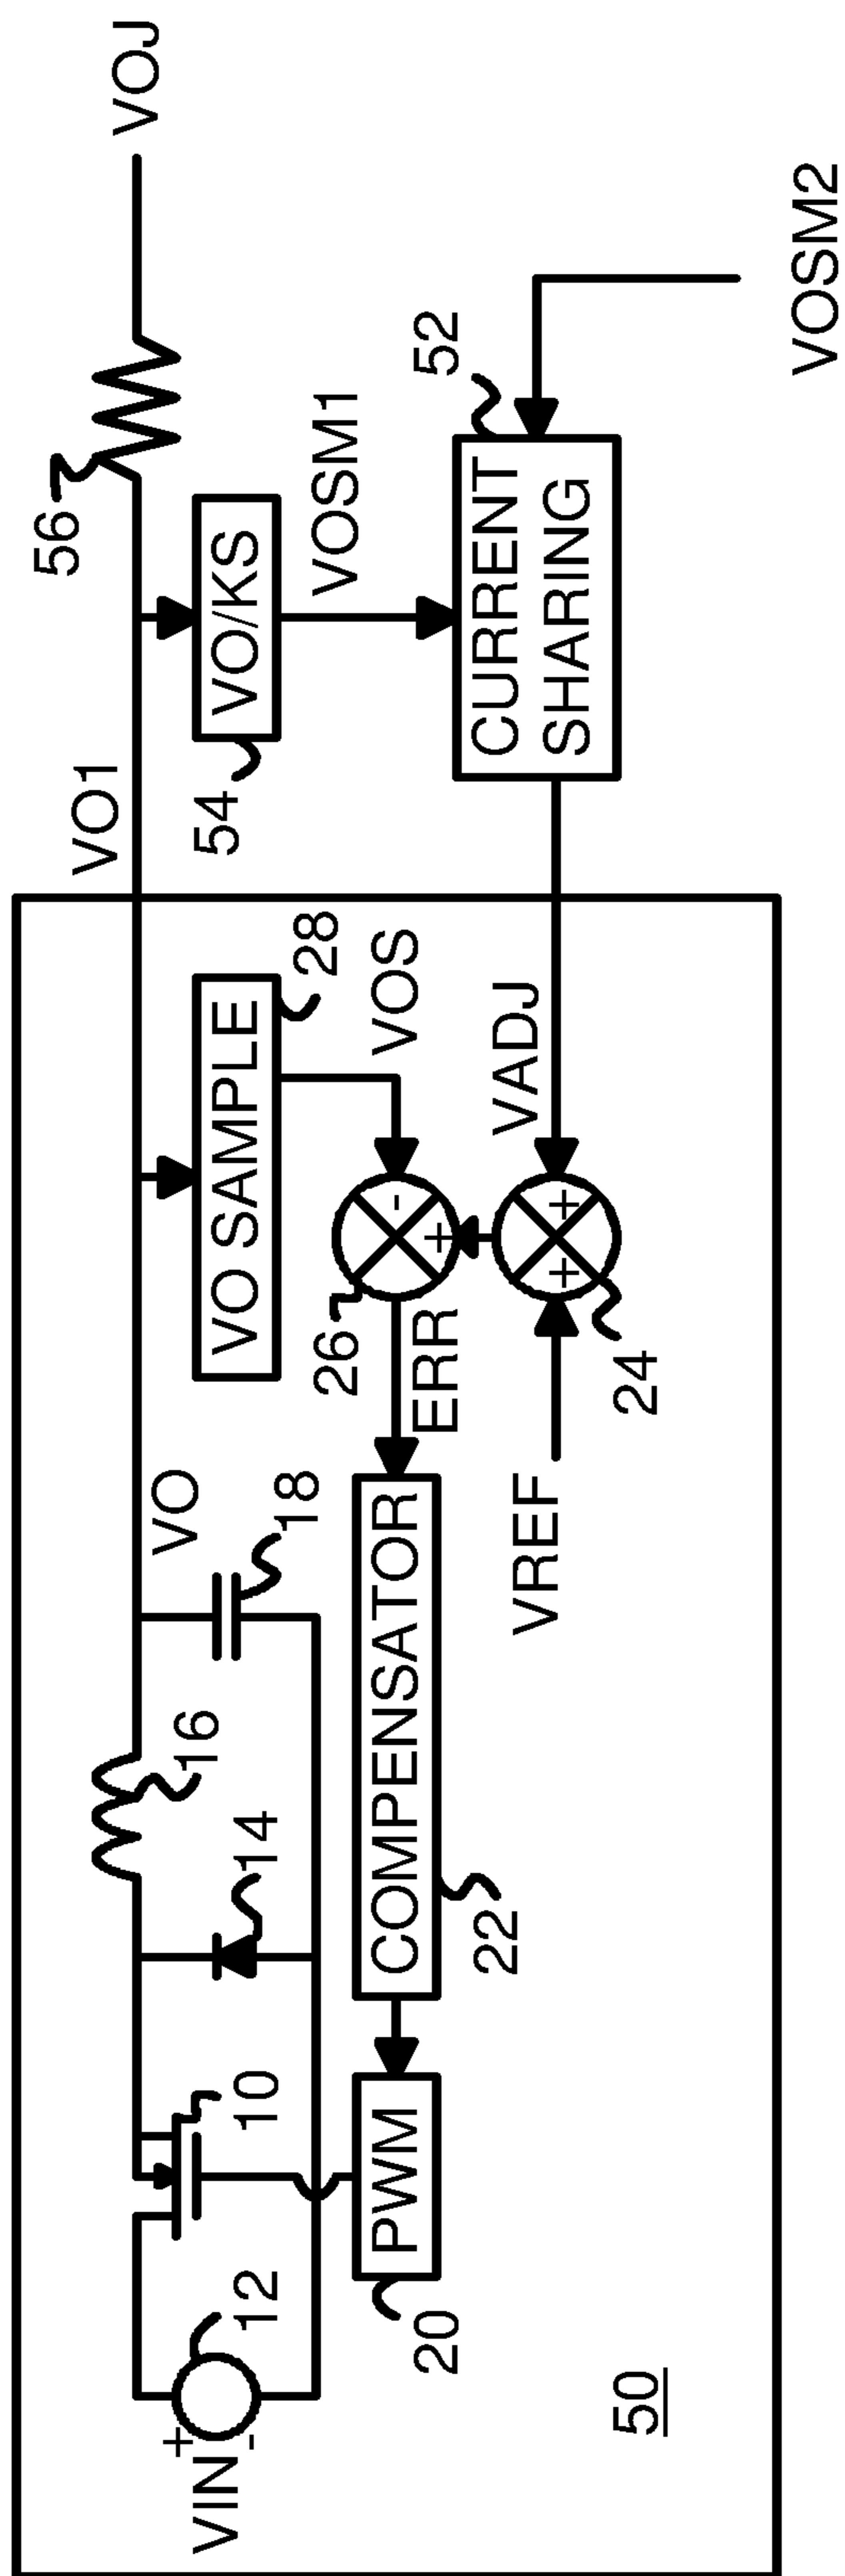 VO1
VOJ
56
VO
VIN
+
-
12
10
14
16
18
VO SAMPLE
28
VO/KS
54
VOS
VOSM1
PWM
20
COMPENSATOR
22
ERR
26
-
+
VREF
+
+
24
VADJ
CURRENT
SHARING
52
VOSM2
50